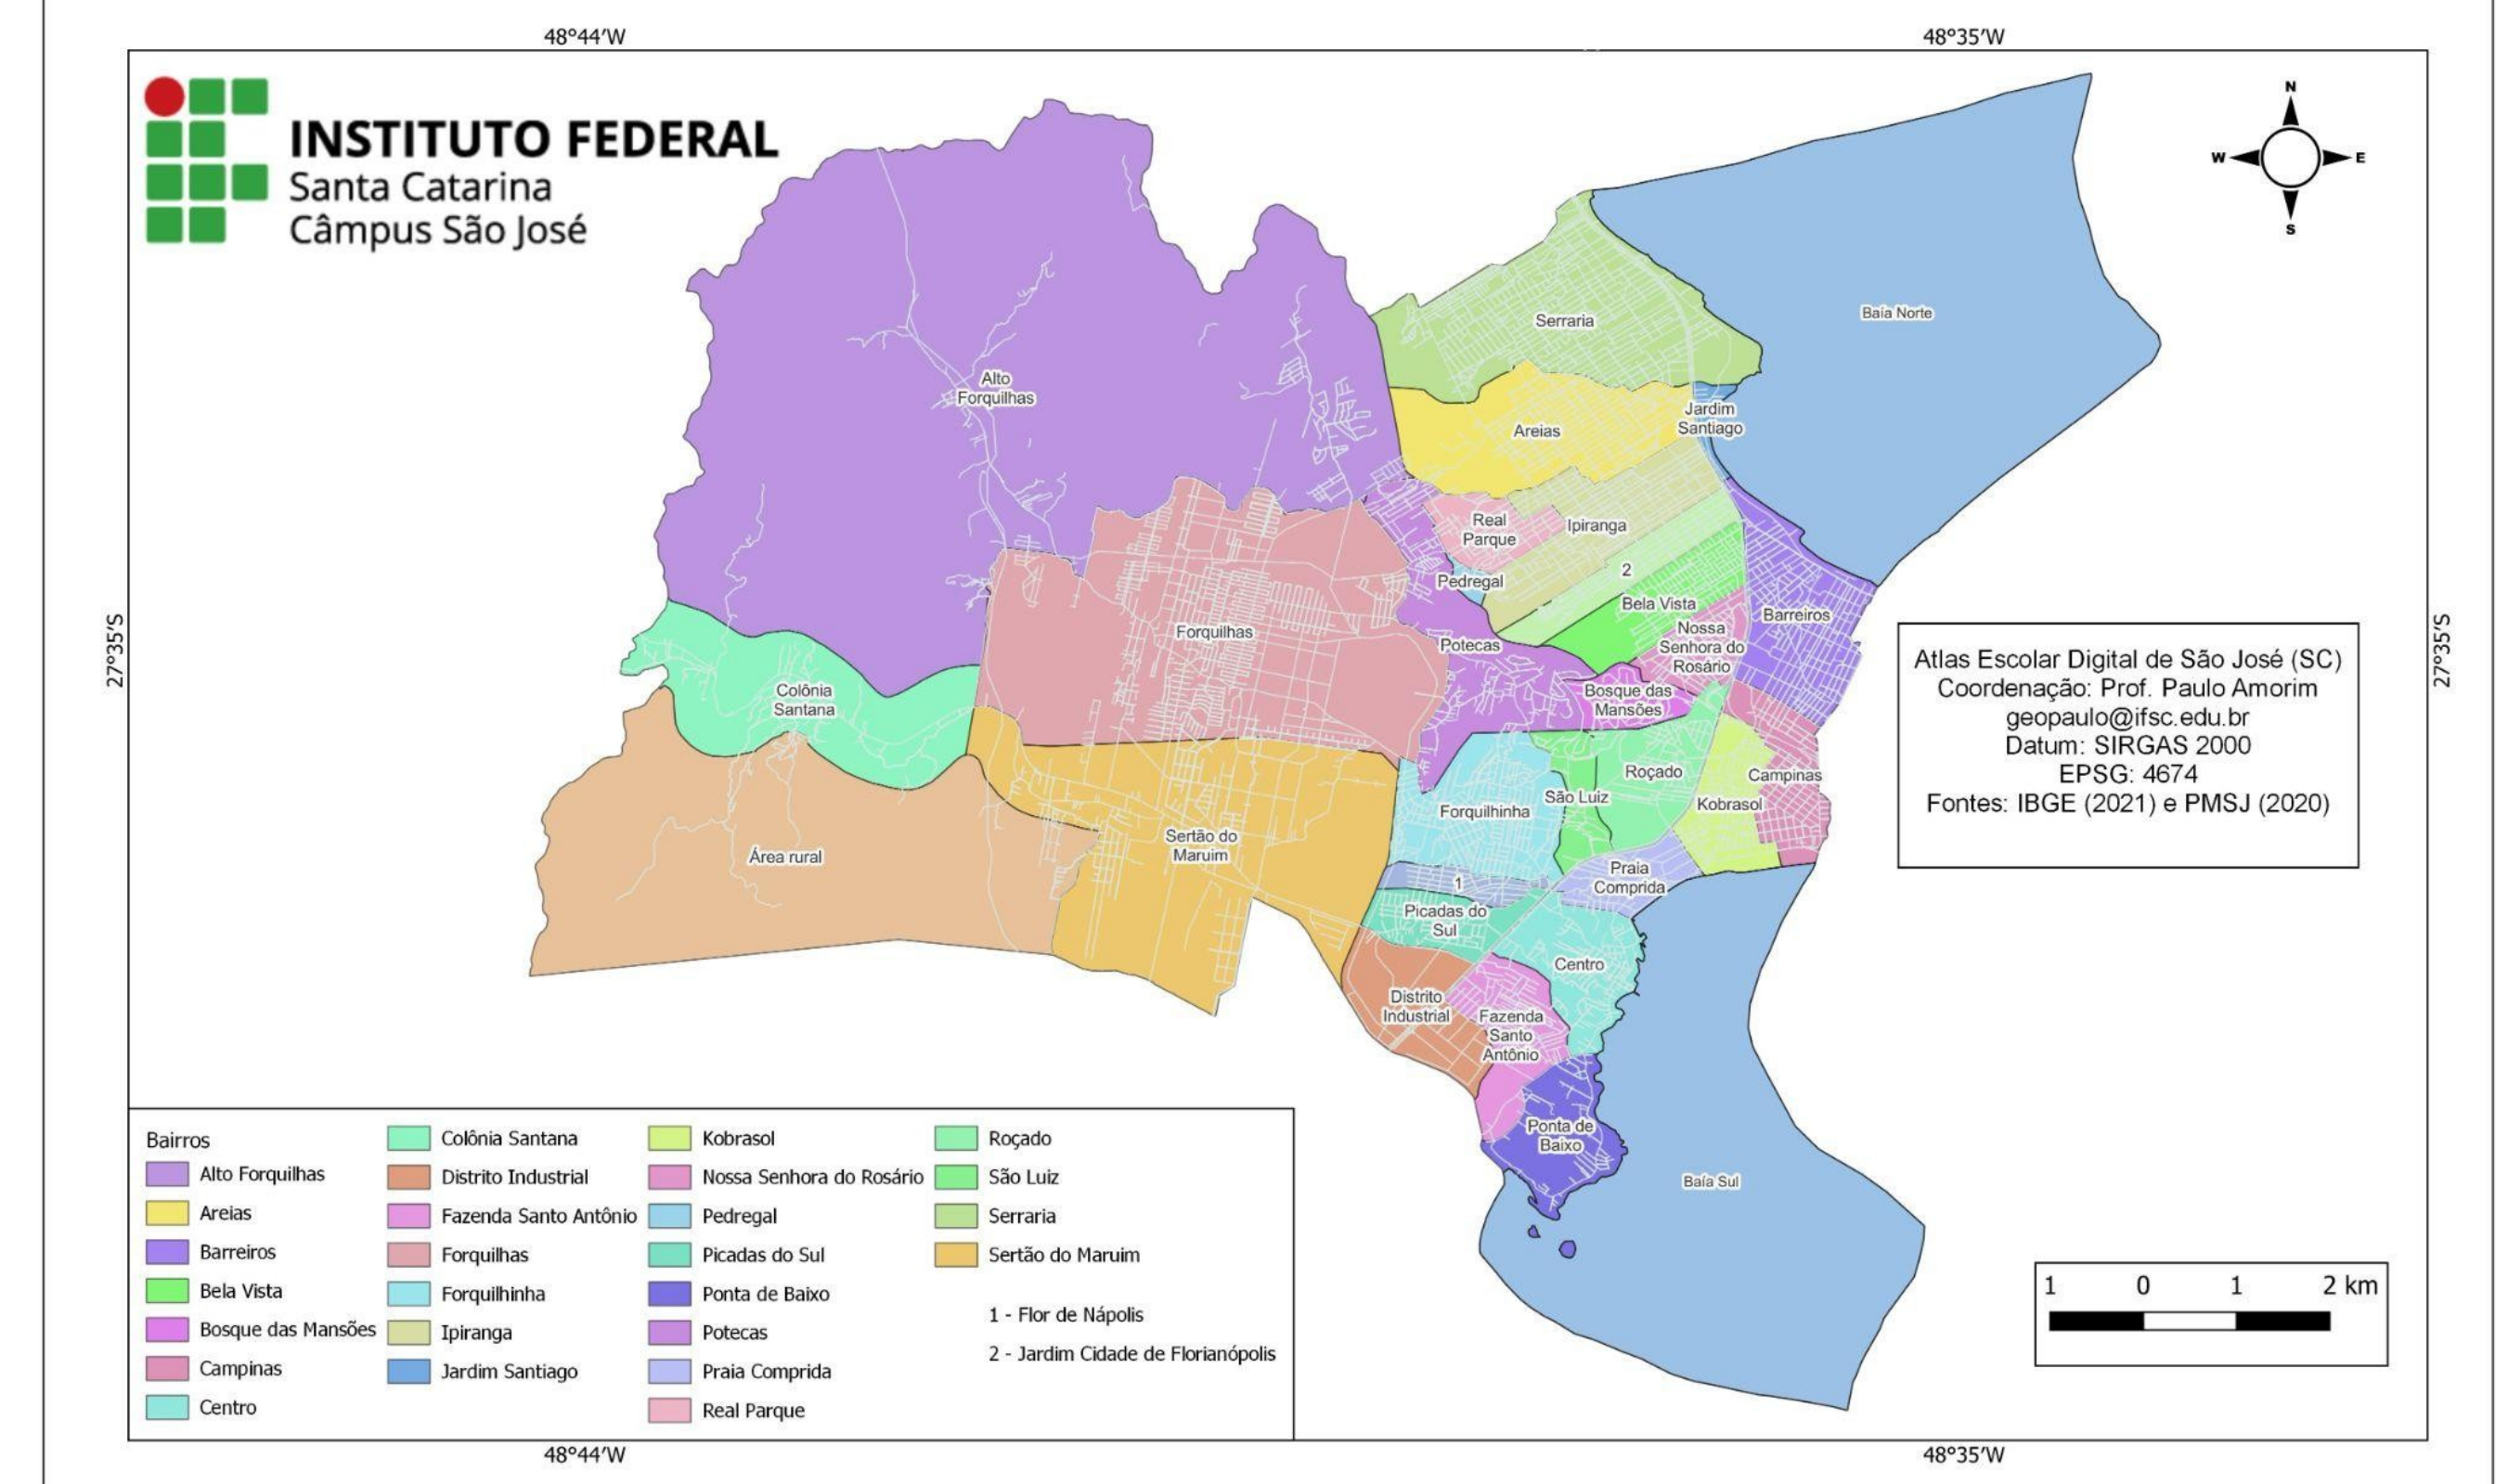 48°44′W
48°35′W
INSTITUTO FEDERAL
Santa Catarina
Câmpus São José
N
W
E
S
Serraria
Baía Norte
Alto
Forquilhas
Jardim
Santiago
Areias
Real
Parque
Ipiranga
2
Pedregal
Bela Vista
Barreiros
Nossa
Senhora do
Rosário
Forquilhas
Potecas
27°35′S
27°35′S
Colônia
Santana
Bosque das
Mansões
Roçado
Campinas
São Luiz
Kobrasol
Forquilhinha
Sertão do
Maruim
Área rural
Praia
Comprida
1
Picadas do
Sul
Centro
Distrito
Industrial
Fazenda
Santo
Antônio
Ponta de
Baixo
Baía Sul
Atlas Escolar Digital de São José (SC)
Coordenação: Prof. Paulo Amorim
geopaulo@ifsc.edu.br
Datum: SIRGAS 2000
EPSG: 4674
Fontes: IBGE (2021) e PMSJ (2020)
Bairros
Alto Forquilhas
Areias
Barreiros
Bela Vista
Bosque das Mansões
Campinas
Centro
Colônia Santana
Distrito Industrial
Fazenda Santo Antônio
Forquilhas
Forquilhinha
Ipiranga
Jardim Santiago
Kobrasol
Nossa Senhora do Rosário
Pedregal
Picadas do Sul
Ponta de Baixo
Potecas
Praia Comprida
Real Parque
Roçado
São Luiz
Serraria
Sertão do Maruim
1 - Flor de Nápolis
2 - Jardim Cidade de Florianópolis
1 0 1 2 km
48°44′W
48°35′W